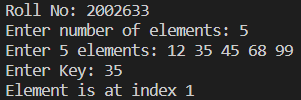 Roll No: 2002633
Enter number of elements: 5
Enter 5 elements: 12 35 45 68 99
Enter Key: 35
Element is at index 1